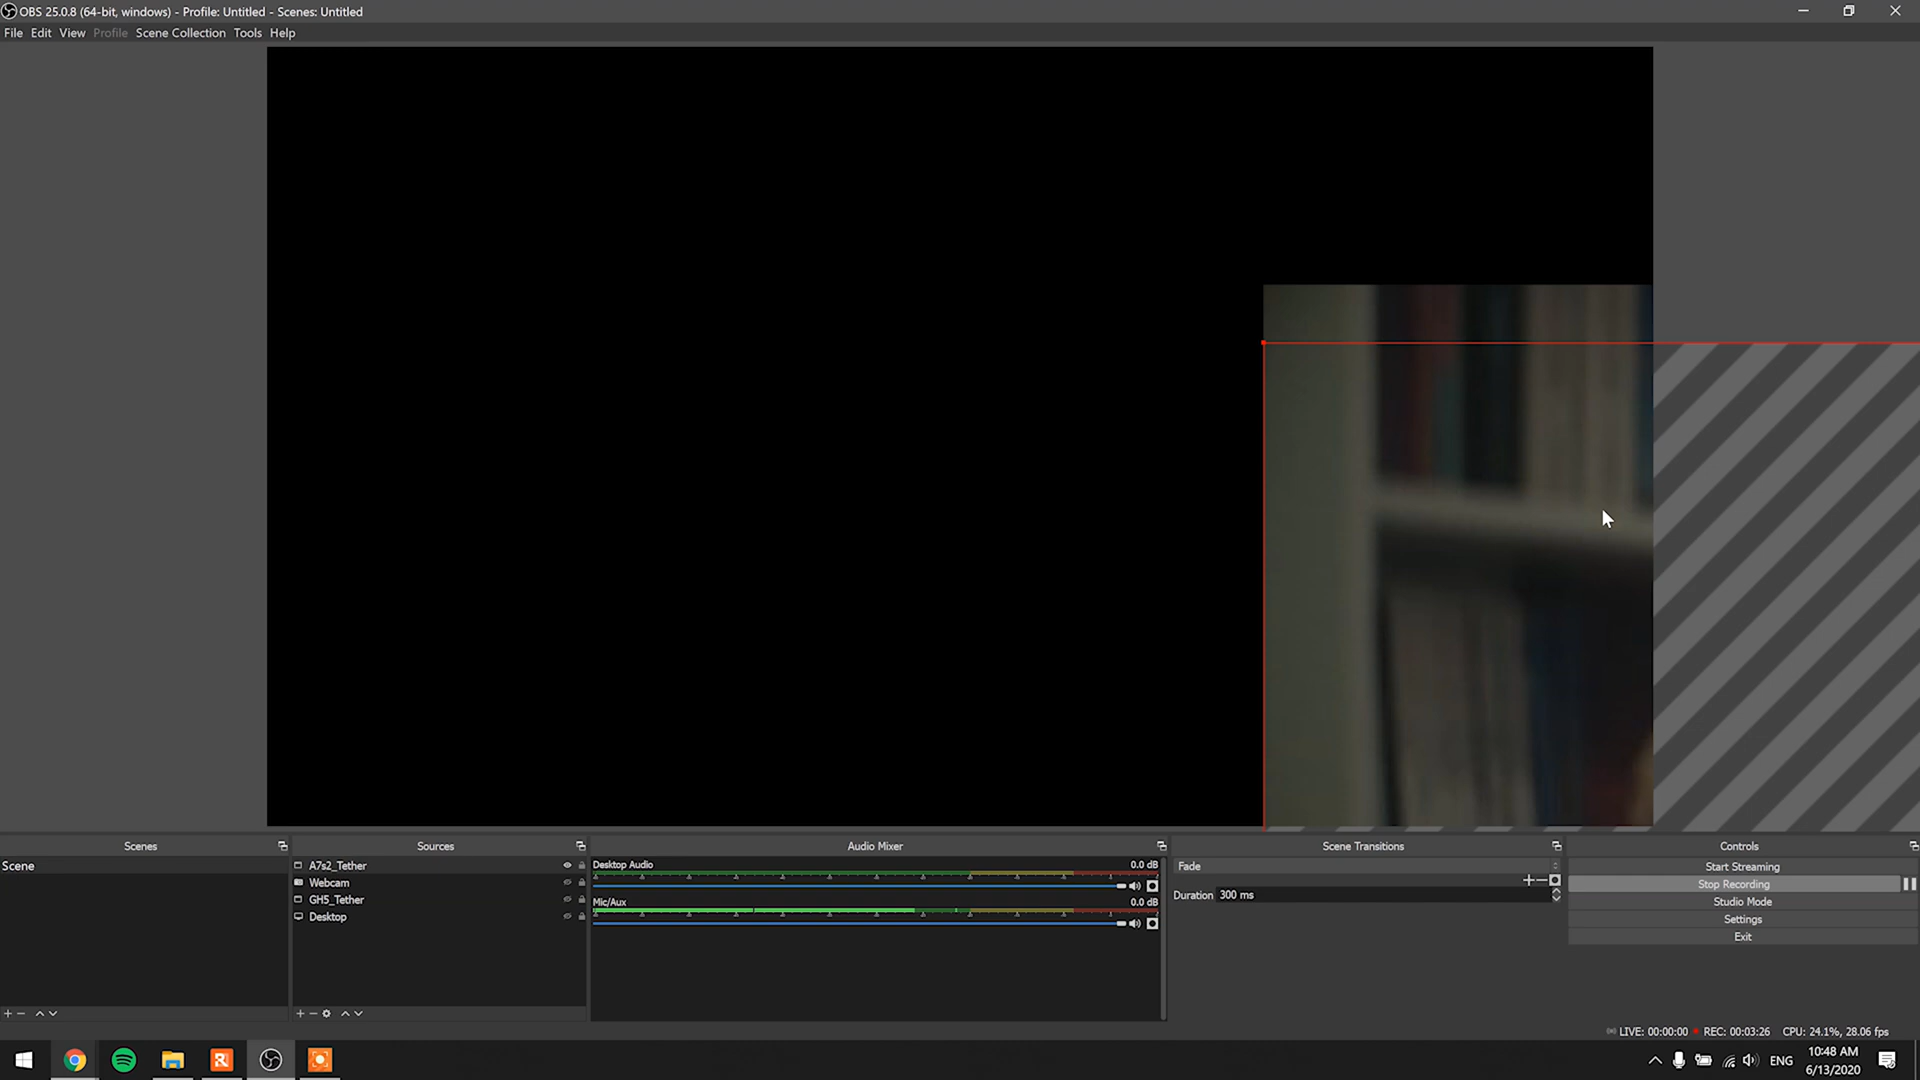 OBS 25.0.8 (64-bit, windows) - Profile: Untitled - Scenes: Untitled
File Edit View Profile Scene Collection Tools Help
Scenes
Sources
Audio Mixer
Scene Transitions
Controls
Scene
A7s2_Tether
Webcam
GH5_Tether
Desktop
Desktop Audio 0.0 dB
Mic/Aux 0.0 dB
Fade
Duration 300 ms
Start Streaming
Stop Recording
Studio Mode
Settings
Exit
LIVE: 00:00:00 REC: 00:03:26 CPU: 24.1%, 28.06 fps
ENG
10:48 AM
6/13/2020